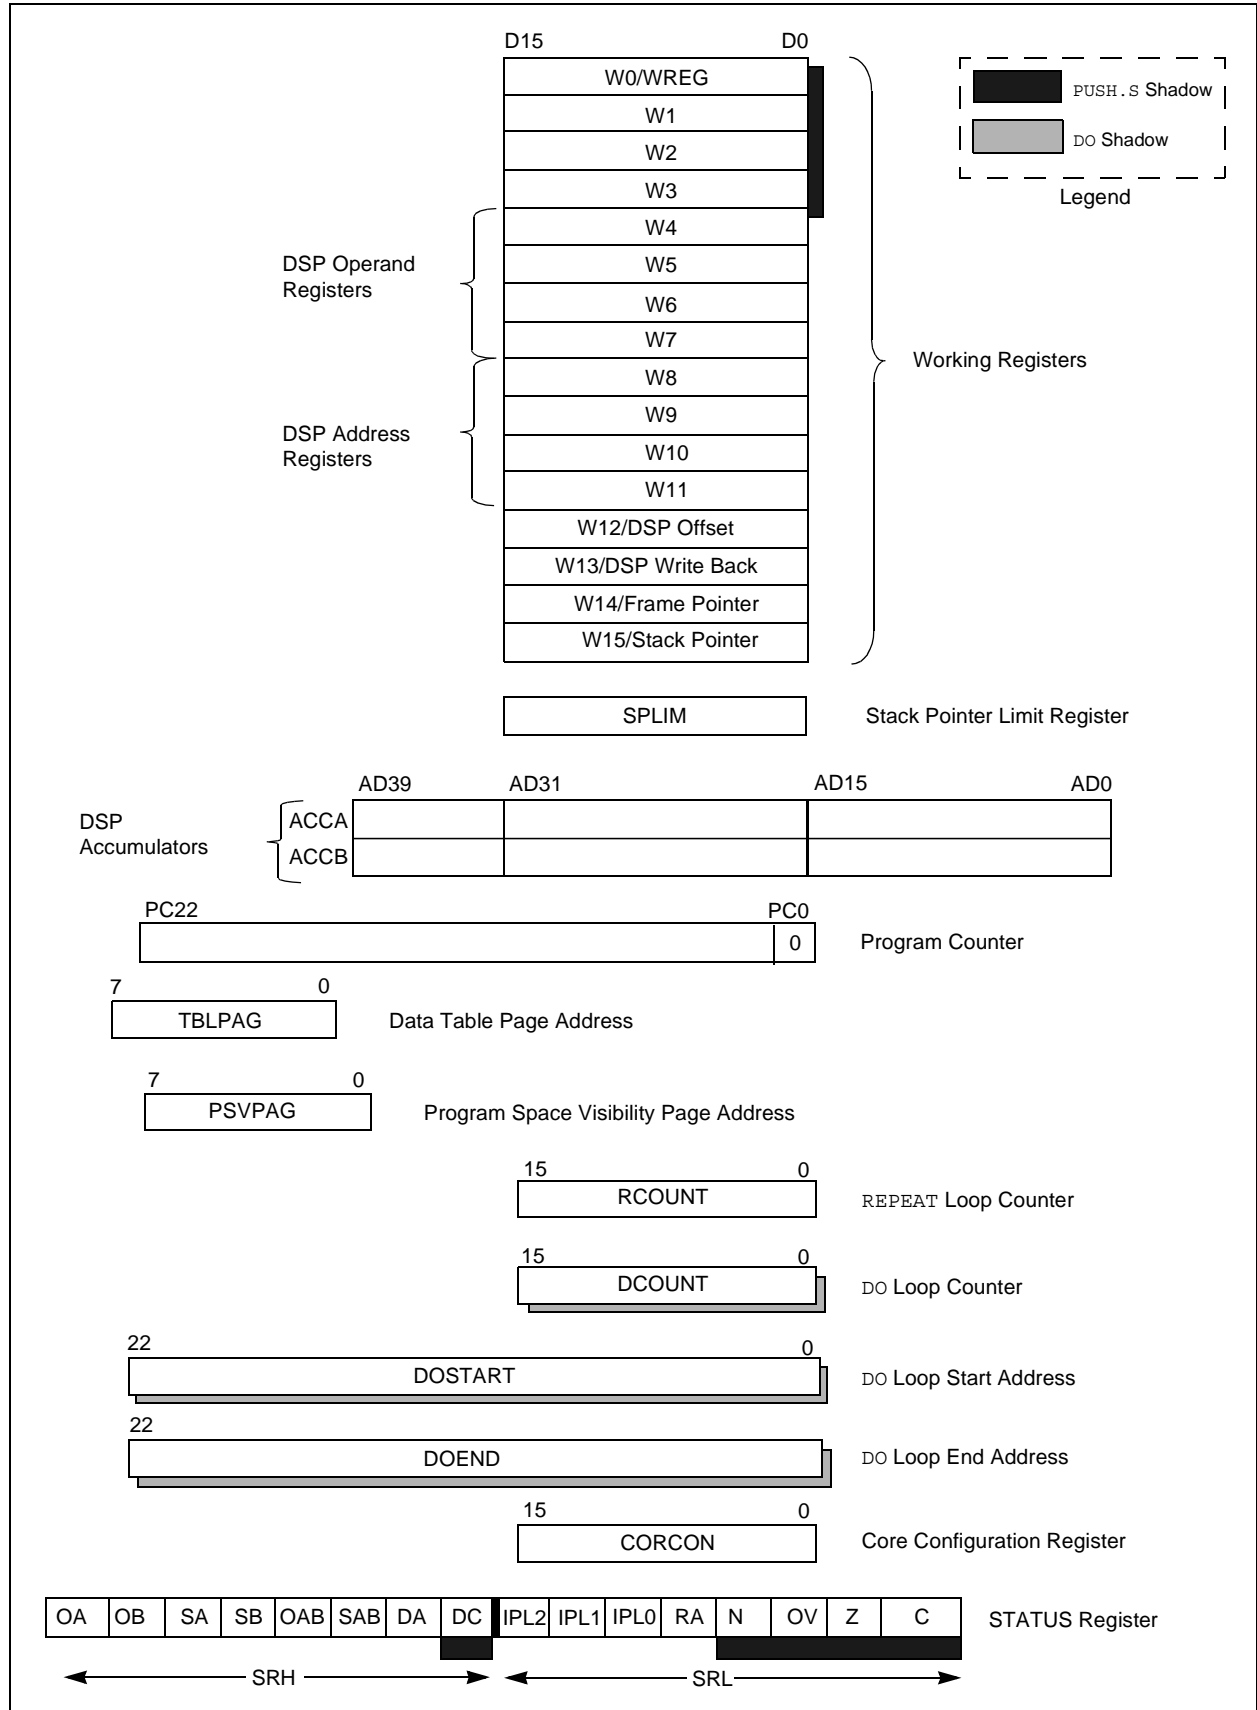 D15 D0
W0/WREG
W1
W2
W3
W4
W5
W6
W7
W8
W9
W10
W11
W12/DSP Offset
W13/DSP Write Back
W14/Frame Pointer
W15/Stack Pointer
PUSH.S Shadow
DO Shadow
Legend
DSP Operand
Registers
DSP Address
Registers
Working Registers
SPLIM Stack Pointer Limit Register
AD39 AD31 AD15 AD0
DSP
Accumulators
ACCA
ACCB
PC22 PC0
0 Program Counter
7 0
TBLPAG Data Table Page Address
7 0
PSVPAG Program Space Visibility Page Address
15 0
RCOUNT REPEAT Loop Counter
15 0
DCOUNT DO Loop Counter
22 0
DOSTART DO Loop Start Address
22
DOEND DO Loop End Address
15 0
CORCON Core Configuration Register
OA OB SA SB OAB SAB DA DC IPL2 IPL1 IPL0 RA N OV Z C STATUS Register
SRH SRL